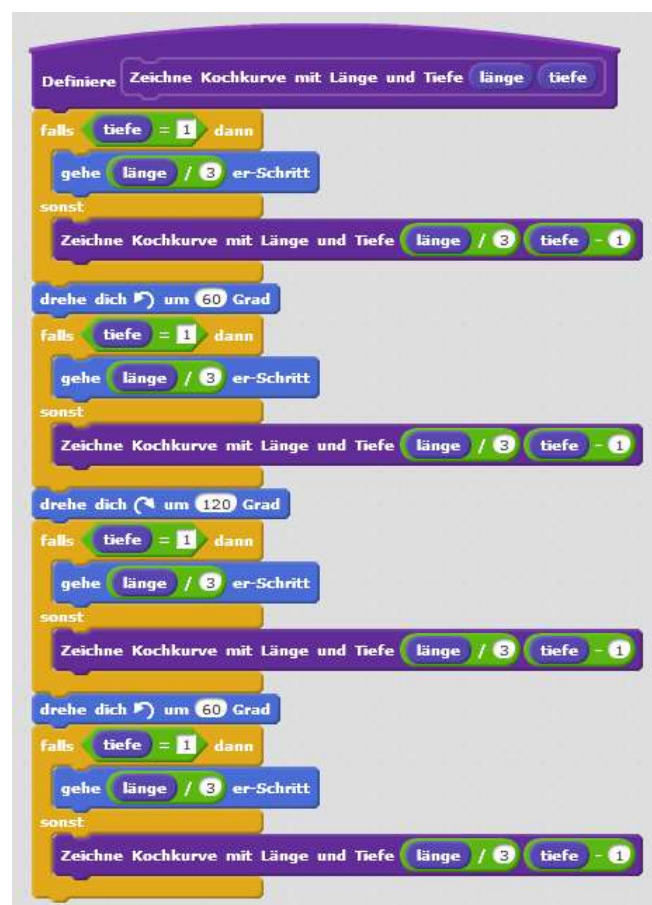 Definiere Zeichne Kochkurve mit Länge und Tiefe länge tiefe
falls tiefe = 1 dann
gehe länge / 3 er-Schritt
sonst
Zeichne Kochkurve mit Länge und Tiefe länge / 3 tiefe - 1
drehe dich ↶ um 60 Grad
falls tiefe = 1 dann
gehe länge / 3 er-Schritt
sonst
Zeichne Kochkurve mit Länge und Tiefe länge / 3 tiefe - 1
drehe dich ↷ um 120 Grad
falls tiefe = 1 dann
gehe länge / 3 er-Schritt
sonst
Zeichne Kochkurve mit Länge und Tiefe länge / 3 tiefe - 1
drehe dich ↶ um 60 Grad
falls tiefe = 1 dann
gehe länge / 3 er-Schritt
sonst
Zeichne Kochkurve mit Länge und Tiefe länge / 3 tiefe - 1